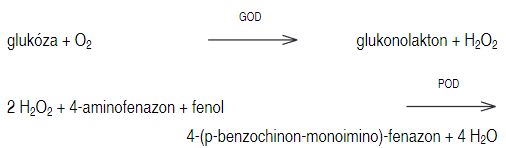 GOD
glukóza + O₂ glukonolakton + H₂O₂
POD
2 H₂O₂ + 4-aminofenazon + fenol
4-(p-benzochinon-monoimino)-fenazon + 4 H₂O